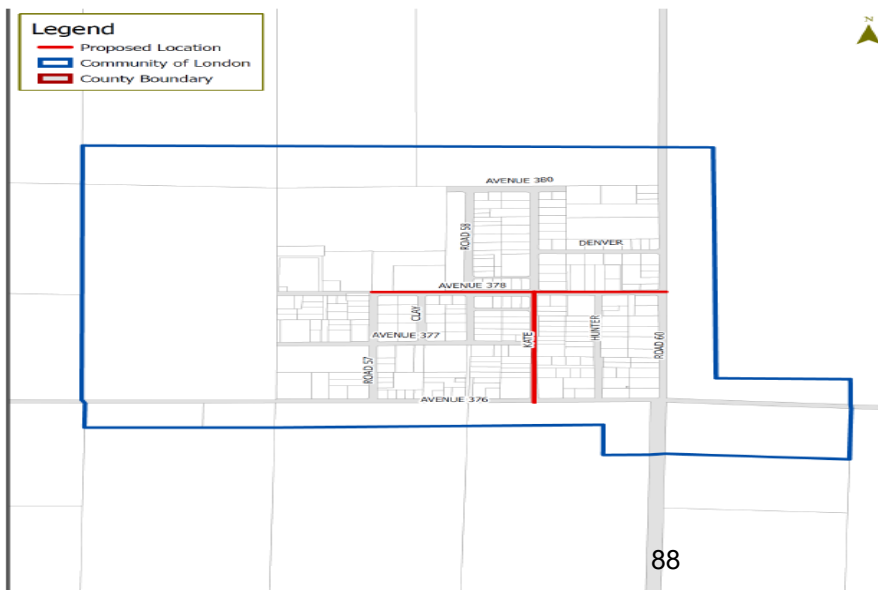 Legend
Proposed Location
Community of London
County Boundary
N
AVENUE 380
ROAD 58
DENVER
AVENUE 378
CLAY
AVENUE 377
KATE
HUNTER
ROAD 60
ROAD 57
AVENUE 376
88